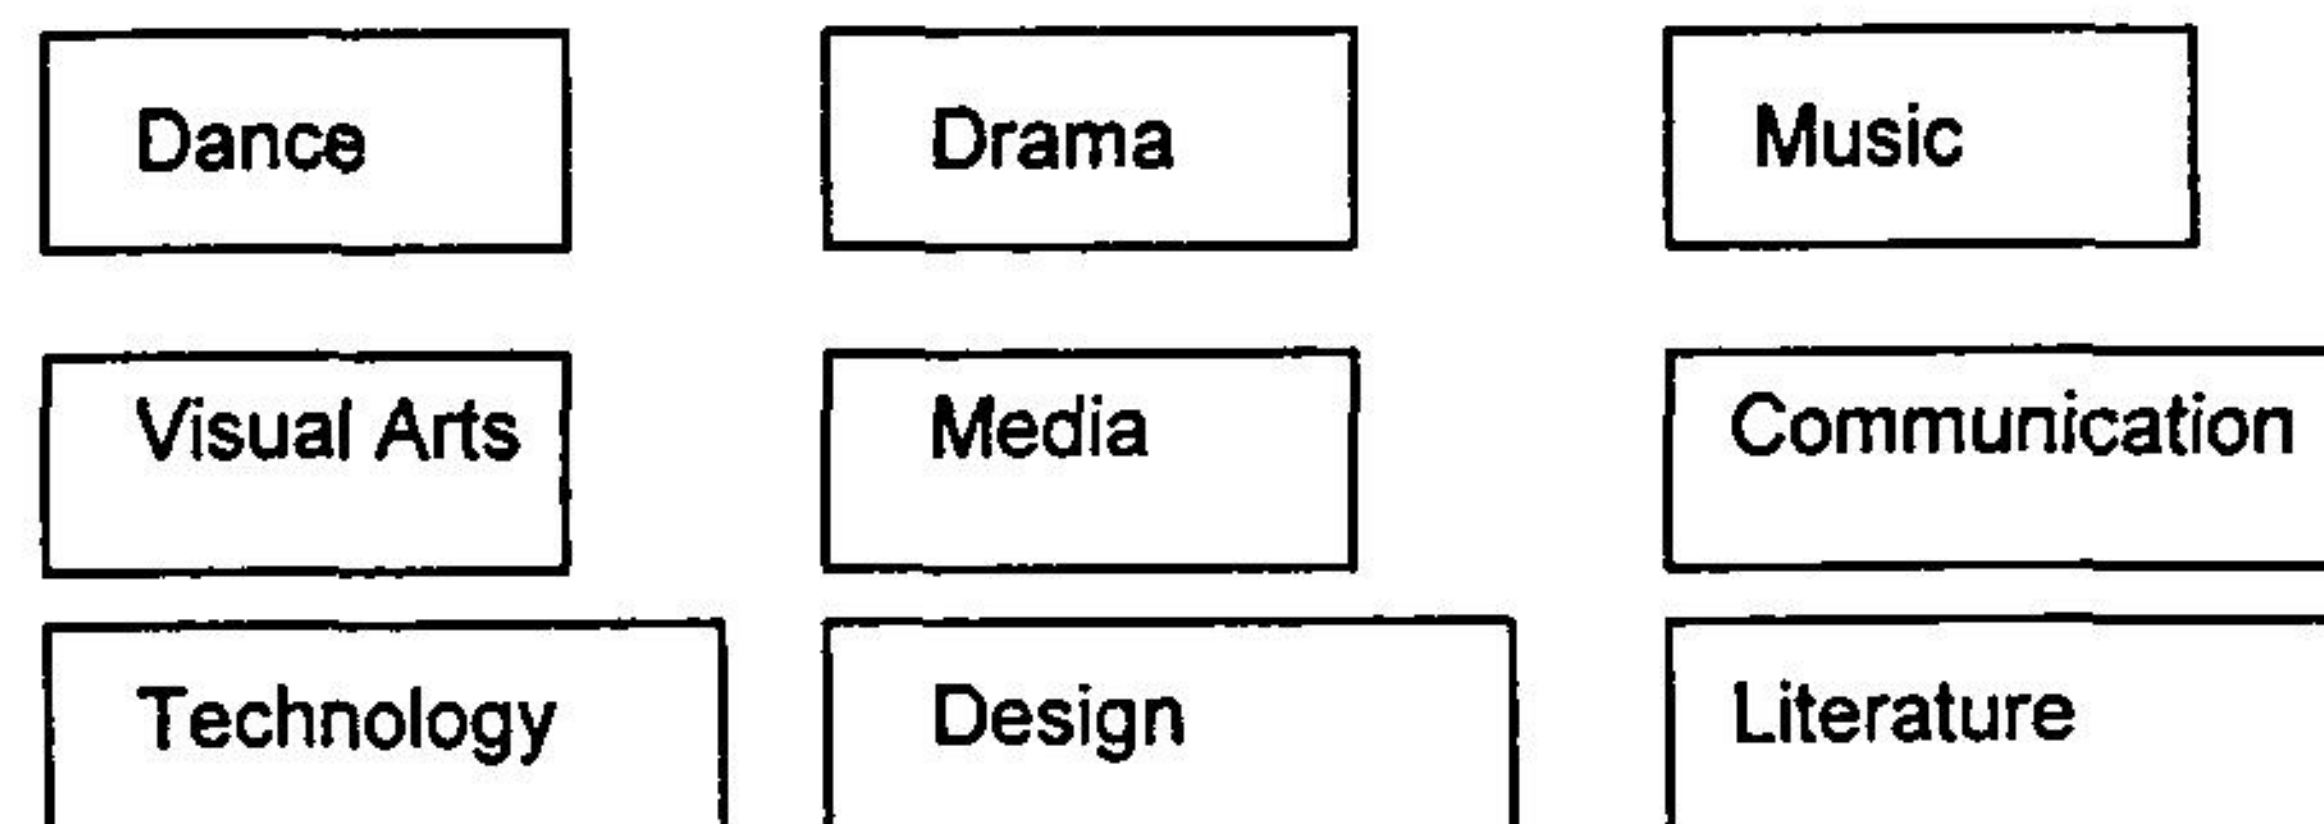 Dance Drama Music
Visual Arts Media Communication
Technology Design Literature